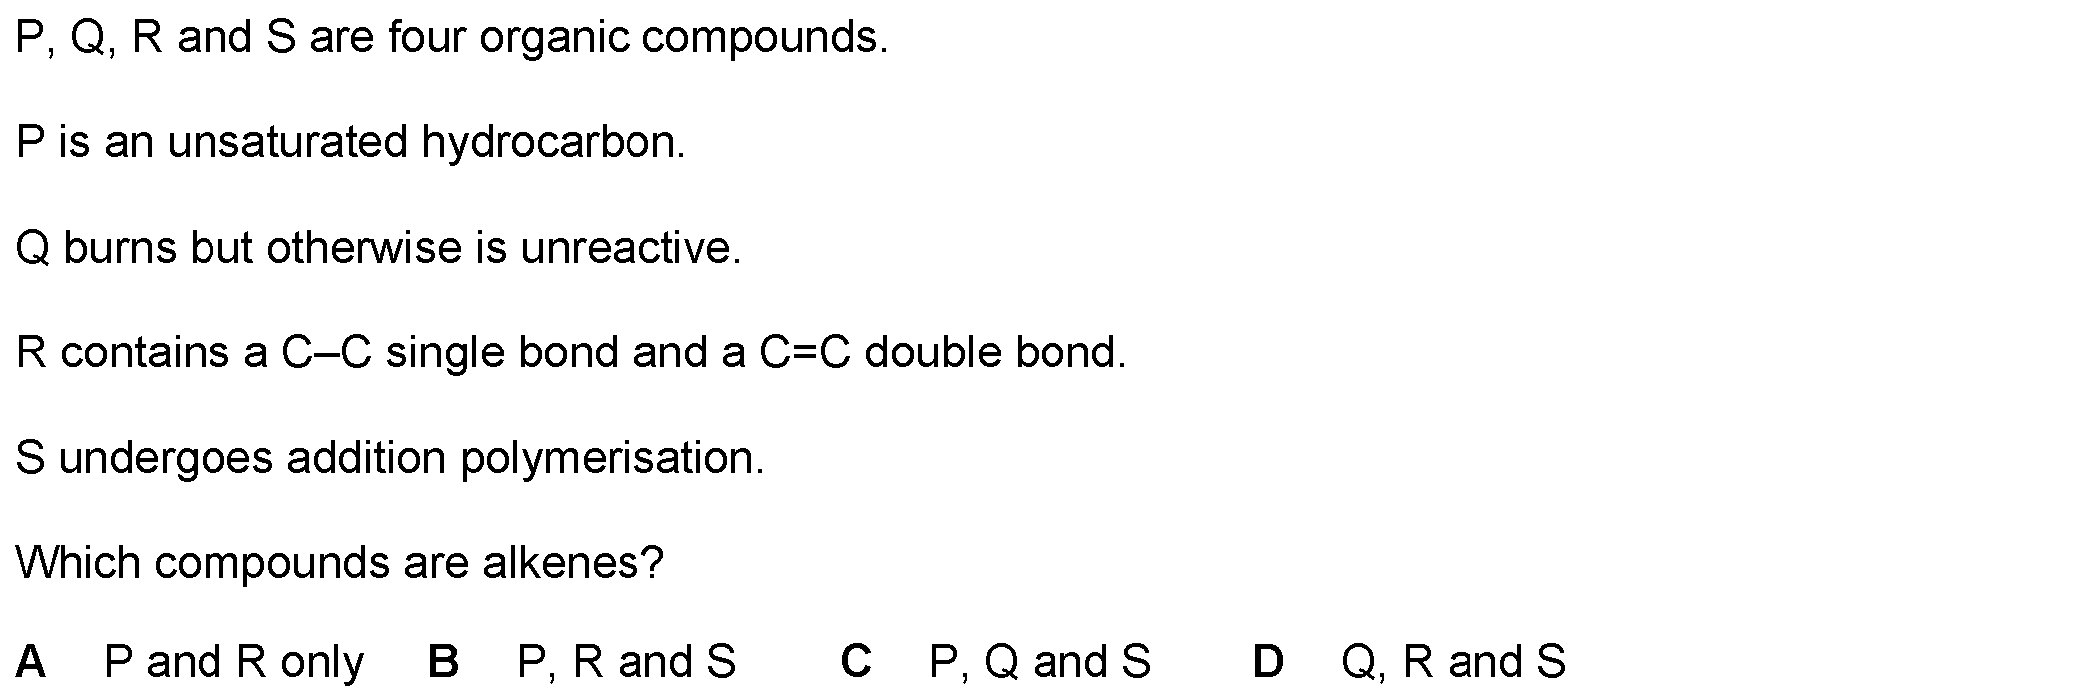 P, Q, R and S are four organic compounds.
P is an unsaturated hydrocarbon.
Q burns but otherwise is unreactive.
R contains a C–C single bond and a C=C double bond.
S undergoes addition polymerisation.
Which compounds are alkenes?
A P and R only B P, R and S C P, Q and S D Q, R and S